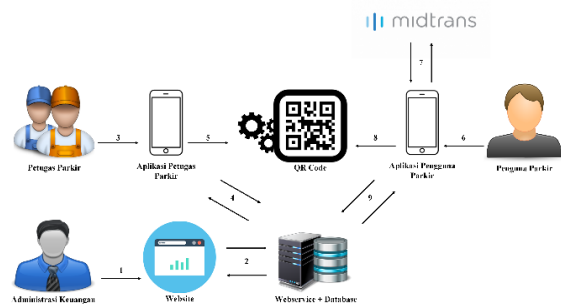 midtrans
7
3
5
8
6
Petugas Parkir
Aplikasi Petugas
Parkir
QR Code
Aplikasi Pengguna
Parkir
Penguna Parkir
4
9
1
2
Administrasi Keuangan
Website
Webservice + Database